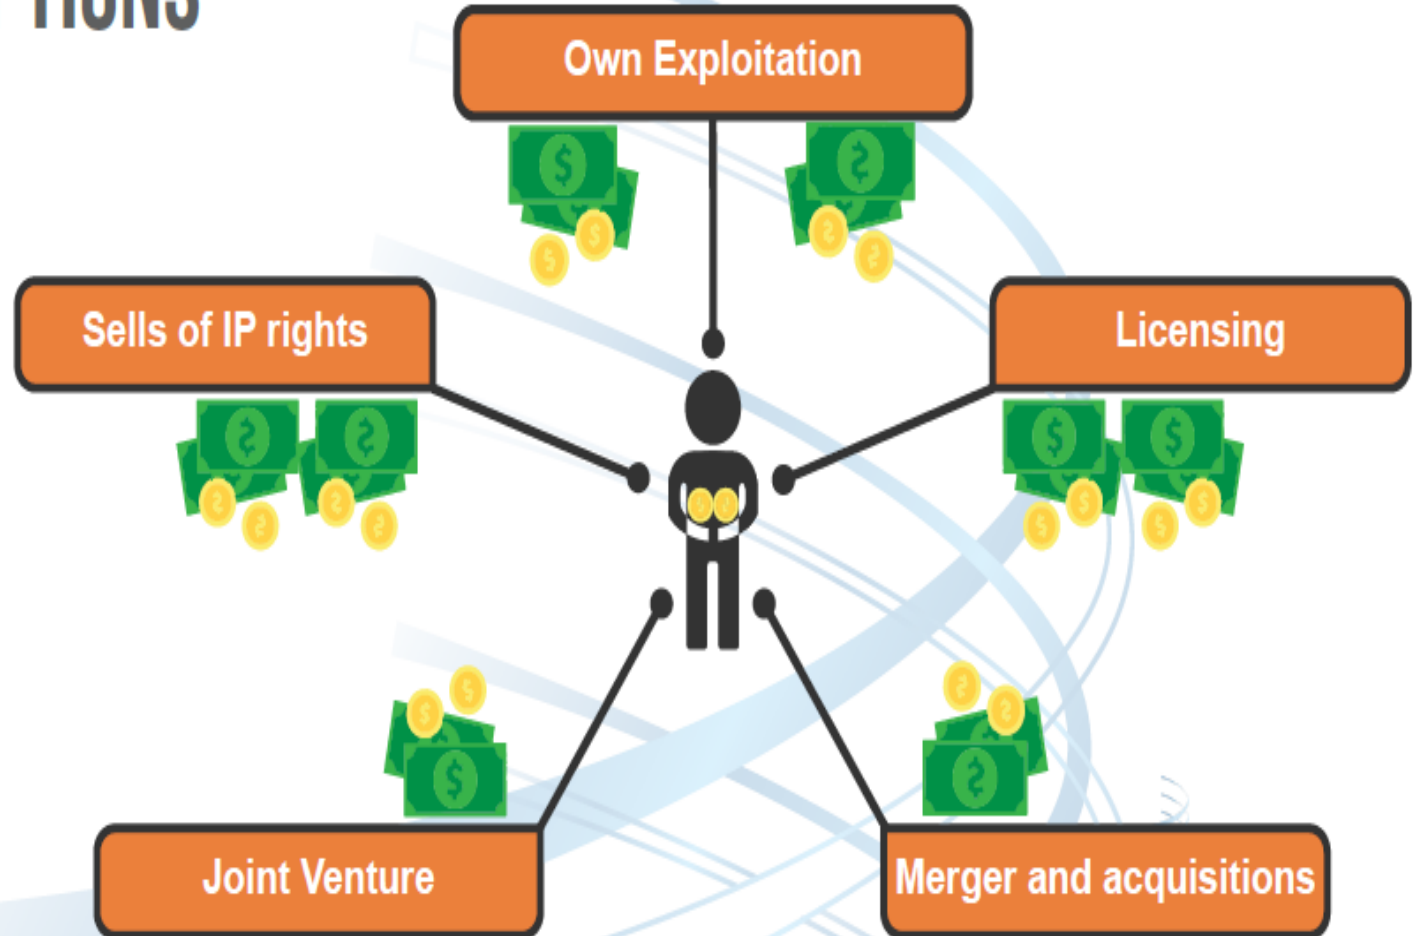 Own Exploitation
Sells of IP rights
Licensing
Joint Venture
Merger and acquisitions